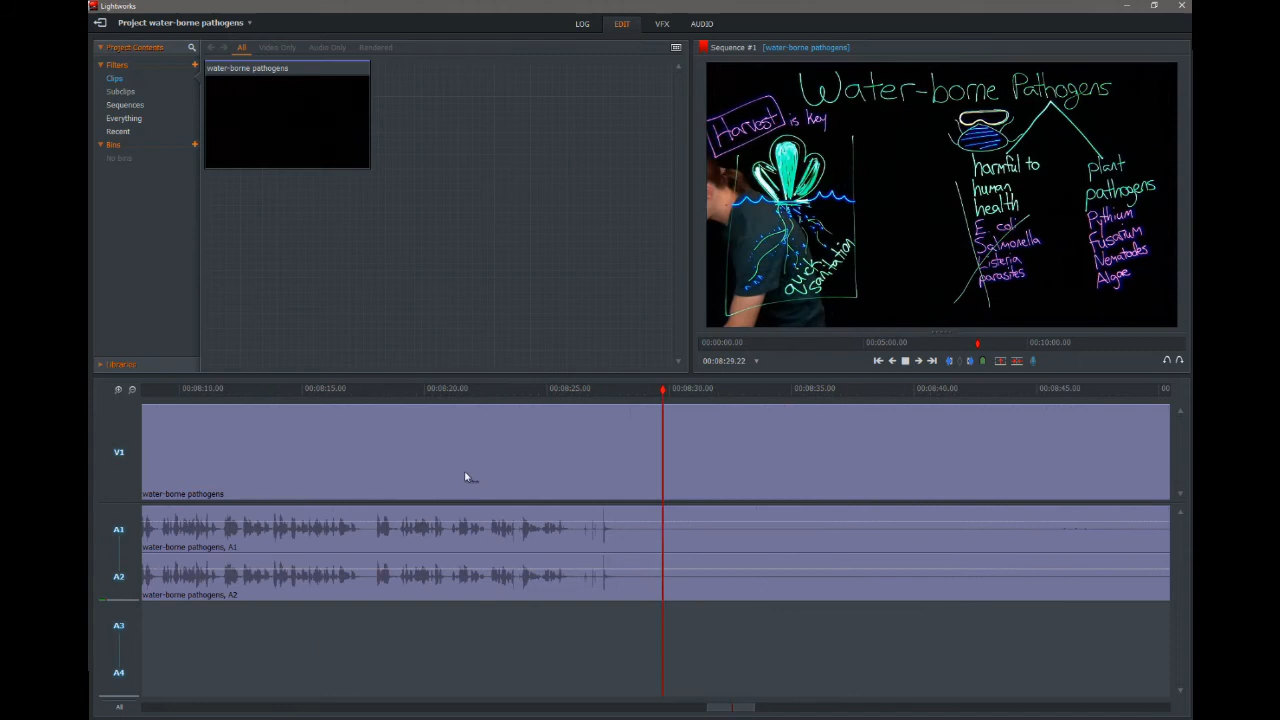 Lightworks
Project water-borne pathogens
LOG
EDIT
VFX
AUDIO
Project Contents
All
Video Only
Audio Only
Rendered
Filters
Clips
Subclips
Sequences
Everything
Recent
Bins
No Bins
Libraries
water-borne pathogens
Sequence #1 [water-borne pathogens]
Water-borne Pathogens
Harvest is key
quick
sanitation
harmful to
human
health
E. coli
Salmonella
Listeria
parasites
plant
pathogens
Pythium
Fusarium
Nematodes
Algae
00:00:00.00
00:05:00.00
00:10:00.00
00:08:29.22
00:08:10.00
00:08:15.00
00:08:20.00
00:08:25.00
00:08:30.00
00:08:35.00
00:08:40.00
00:08:45.00
00
V1
water-borne pathogens
A1
water-borne pathogens, A1
A2
water-borne pathogens, A2
A3
A4
All